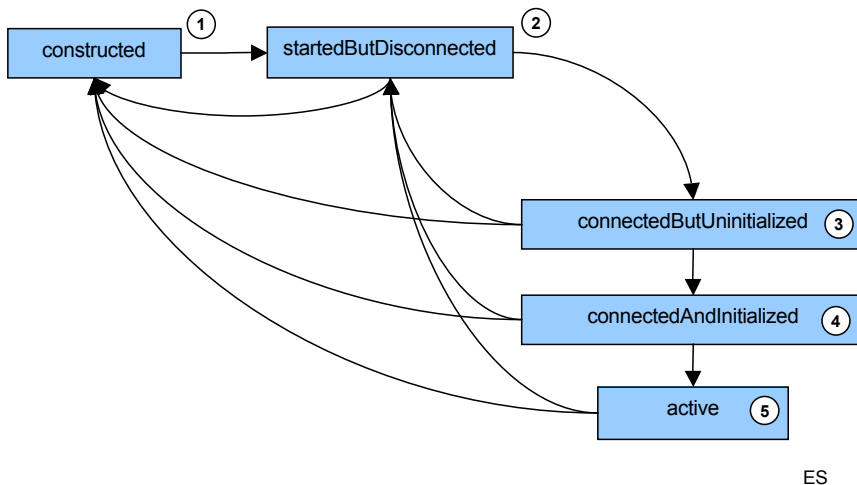 1
constructed
2
startedButDisconnected
connectedButUninitialized
3
connectedAndInitialized
4
active
5
ES